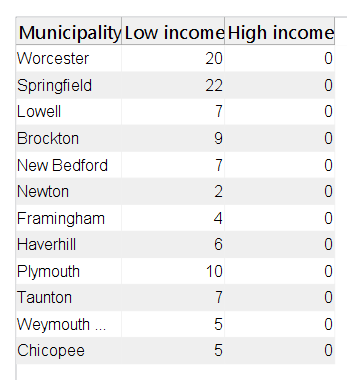 Municipality Low income High income
Worcester 20 0
Springfield 22 0
Lowell 7 0
Brockton 9 0
New Bedford 7 0
Newton 2 0
Framingham 4 0
Haverhill 6 0
Plymouth 10 0
Taunton 7 0
Weymouth ... 5 0
Chicopee 5 0